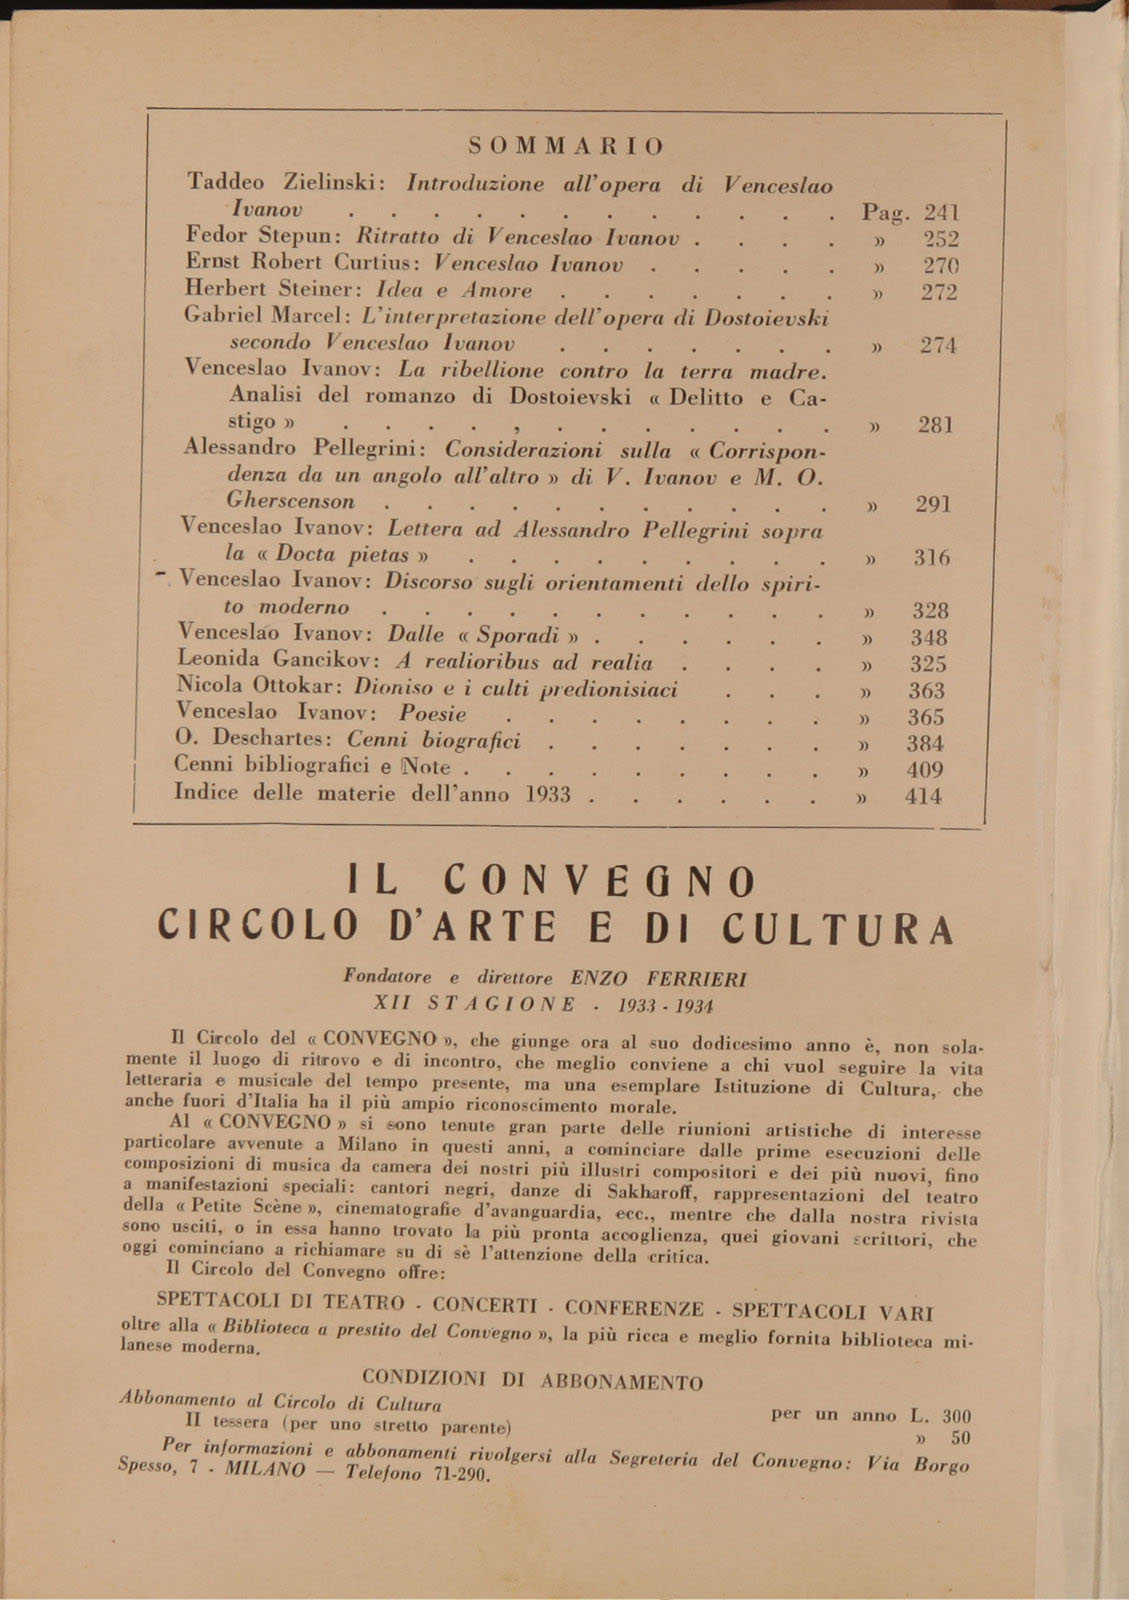 SOMMARIO
Taddeo Zielinski: Introduzione all'opera di Venceslao
Ivanov . . . . . . . . . . . . Pag. 241
Fedor Stepun: Ritratto di Venceslao Ivanov . . . . » 252
Ernst Robert Curtius: Venceslao Ivanov . . . . . » 270
Herbert Steiner: Idea e Amore . . . . . . . » 272
Gabriel Marcel: L'interpretazione dell'opera di Dostoievski
secondo Venceslao Ivanov . . . . . . . » 274
Venceslao Ivanov: La ribellione contro la terra madre.
Analisi del romanzo di Dostoievski « Delitto e Ca-
stigo » . . . . , . . . . . . . » 281
Alessandro Pellegrini: Considerazioni sulla « Corrispon-
denza da un angolo all'altro » di V. Ivanov e M. O.
Gherscenson . . . . . . . . . . . » 291
Venceslao Ivanov: Lettera ad Alessandro Pellegrini sopra
la « Docta pietas » . . . . . . . . . » 316
Venceslao Ivanov: Discorso sugli orientamenti dello spiri-
to moderno . . . . . . . . . . . » 328
Venceslao Ivanov: Dalle « Sporadi » . . . . . . » 348
Leonida Gancikov: A realioribus ad realia . . . . » 325
Nicola Ottokar: Dioniso e i culti predionisiaci . . . » 363
Venceslao Ivanov: Poesie . . . . . . . . » 365
O. Deschartes: Cenni biografici . . . . . . . » 384
Cenni bibliografici e Note . . . . . . . . . » 409
Indice delle materie dell'anno 1933 . . . . . . » 414
IL CONVEGNO
CIRCOLO D'ARTE E DI CULTURA
Fondatore e direttore ENZO FERRIERI
XII STAGIONE - 1933 - 1934
Il Circolo del « CONVEGNO », che giunge ora al suo dodicesimo anno è, non sola-
mente il luogo di ritrovo e di incontro, che meglio conviene a chi vuol seguire la vita
letteraria e musicale del tempo presente, ma una esemplare Istituzione di Cultura, che
anche fuori d'Italia ha il più ampio riconoscimento morale.
Al « CONVEGNO » si sono tenute gran parte delle riunioni artistiche di interesse
particolare avvenute a Milano in questi anni, a cominciare dalle prime esecuzioni delle
composizioni di musica da camera dei nostri più illustri compositori e dei più nuovi, fino
a manifestazioni speciali: cantori negri, danze di Sakharoff, rappresentazioni del teatro
della « Petite Scène », cinematografie d'avanguardia, ecc., mentre che dalla nostra rivista
sono usciti, o in essa hanno trovato la più pronta accoglienza, quei giovani scrittori, che
oggi cominciano a richiamare su di sè l'attenzione della critica.
Il Circolo del Convegno offre:
SPETTACOLI DI TEATRO - CONCERTI - CONFERENZE - SPETTACOLI VARI
oltre alla « Biblioteca a prestito del Convegno », la più ricca e meglio fornita biblioteca mi-
lanese moderna.
CONDIZIONI DI ABBONAMENTO
Abbonamento al Circolo di Cultura per un anno L. 300
II tessera (per uno stretto parente) » 50
Per informazioni e abbonamenti rivolgersi alla Segreteria del Convegno: Via Borgo
Spesso, 7 - MILANO — Telefono 71-290.